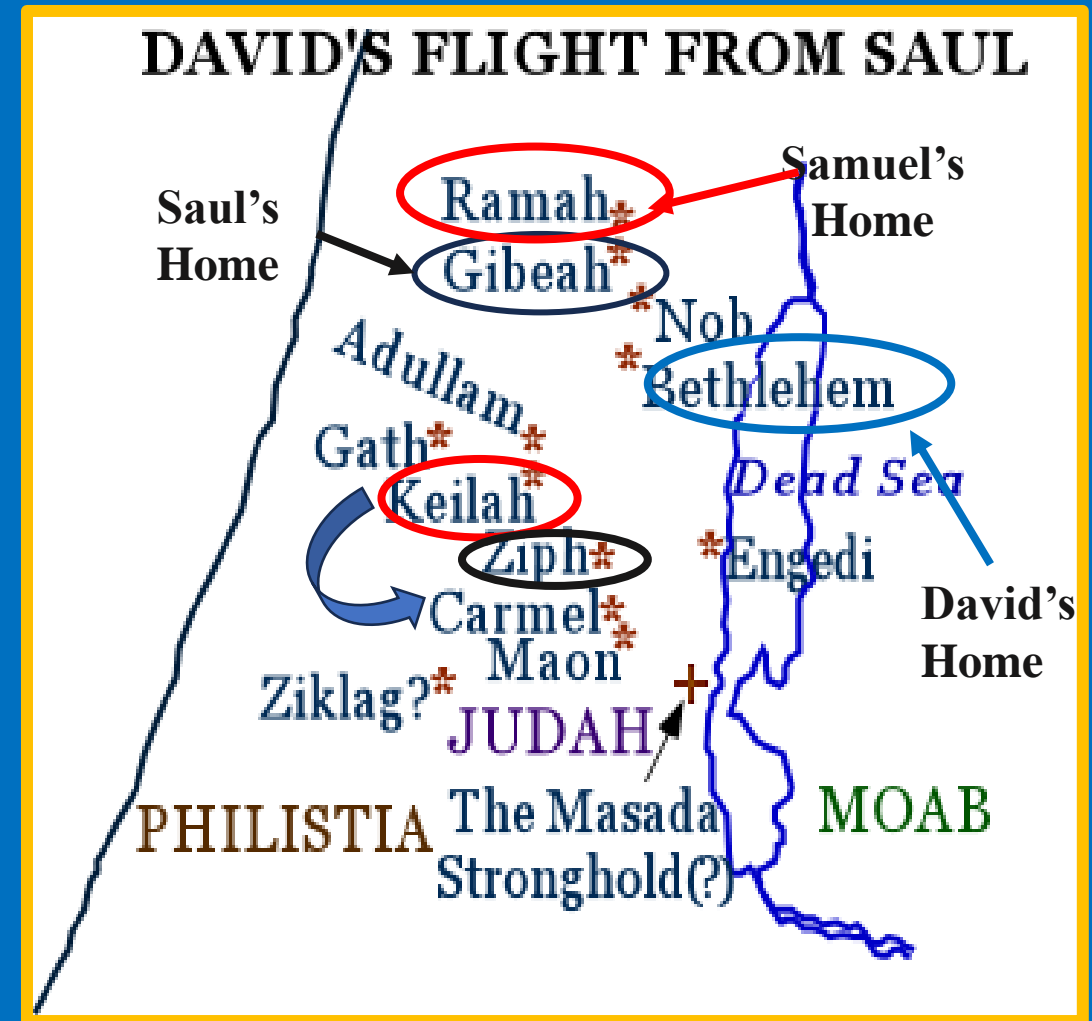 DAVID'S FLIGHT FROM SAUL
Samuel’s
Home
Saul’s
Home
Ramah*
Gibeah*
*Nob
Adullam*
*Bethlehem
Gath*
Dead Sea
Keilah*
Ziph*
*Engedi
Carmel*
David’s
Home
Maon*
Ziklag?*
JUDAH
PHILISTIA
The Masada
Stronghold(?)
MOAB